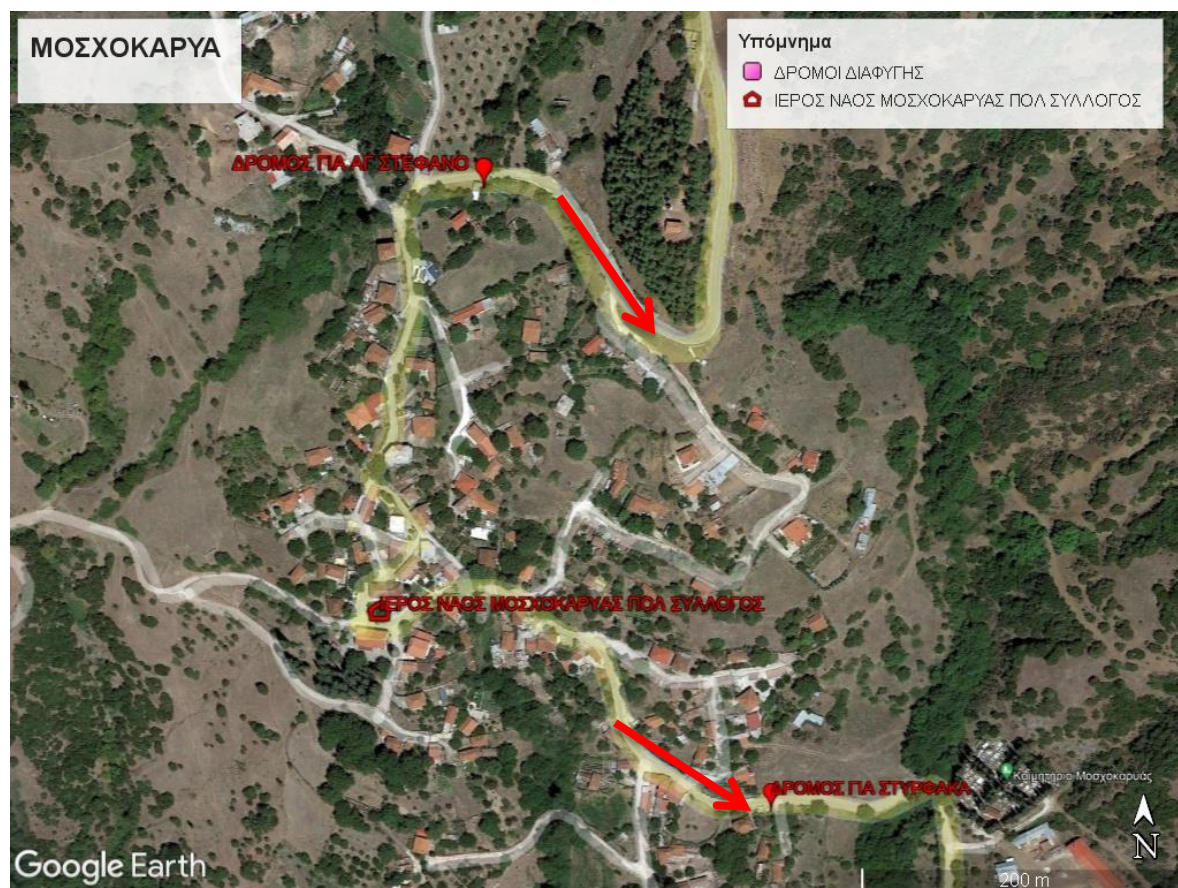 ΜΟΣΧΟΚΑΡΥΑ
Υπόμνημα
ΔΡΟΜΟΙ ΔΙΑΦΥΓΗΣ
ΙΕΡΟΣ ΝΑΟΣ ΜΟΣΧΟΚΑΡΥΑΣ ΠΟΛ ΣΥΛΛΟΓΟΣ
ΔΡΟΜΟΣ ΓΙΑ ΑΓ ΣΤΕΦΑΝΟ
ΙΕΡΟΣ ΝΑΟΣ ΜΟΣΧΟΚΑΡΥΑΣ ΠΟΛ ΣΥΛΛΟΓΟΣ
Κοιμητήριο Μοσχοκαρυάς
ΔΡΟΜΟΣ ΓΙΑ ΣΤΥΡΦΑΚΑ
N
Google Earth
200 m